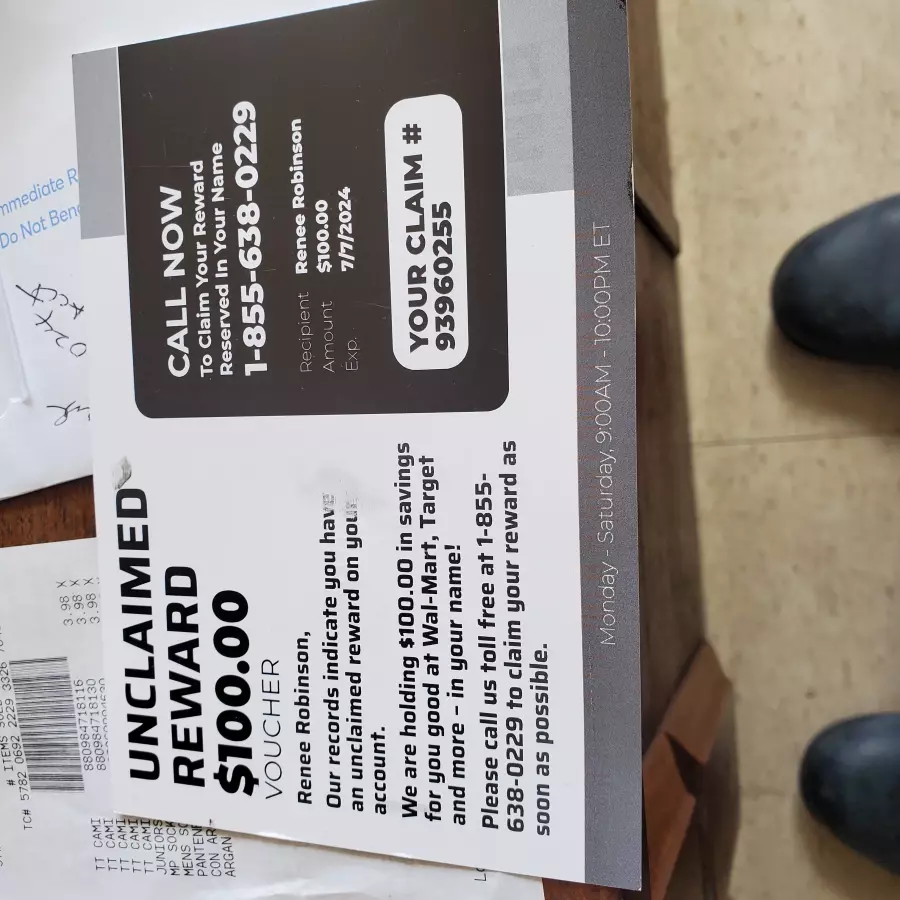 UNCLAIMED
REWARD
$100.00
VOUCHER
Renee Robinson,
Our records indicate you have
an unclaimed reward on your
account.
We are holding $100.00 in savings
for you good at Wal-Mart, Target
and more - in your name!
Please call us toll free at 1-855-
638-0229 to claim your reward as
soon as possible.
CALL NOW
To Claim Your Reward
Reserved In Your Name
1-855-638-0229
Recipient Renee Robinson
Amount $100.00
Exp. 7/7/2024
YOUR CLAIM #
93960255
Monday - Saturday, 9:00AM - 10:00PM ET
Do Not
# ITEMS
TC# 5782 0692 2229 3326
880984718116 3.98 X
880984718130 3.98 X
3.98 X
TT CAMI
TT CAMI
TT CAMI
TT CAMI
JUNIORS
MP SOCK
MENS
CON
ARGAN